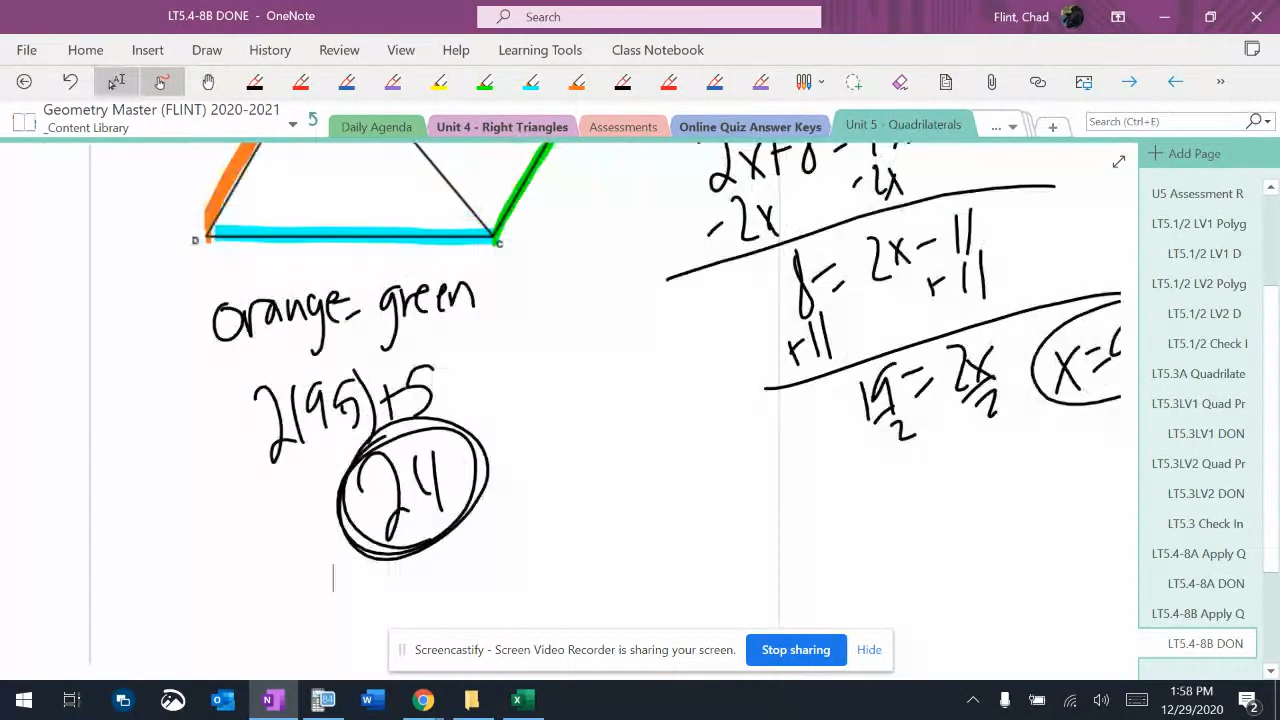 LT5.4-8B DONE - OneNote
Search
Flint, Chad
File Home Insert Draw History Review View Help Learning Tools Class Notebook
Geometry Master (FLINT) 2020-2021
_Content Library
Daily Agenda
Unit 4 - Right Triangles
Assessments
Online Quiz Answer Keys
Unit 5 - Quadrilaterals
...
Search (Ctrl+E)
Add Page
U5 Assessment R
LT5.1/2 LV1 Polyg
LT5.1/2 LV1 D
LT5.1/2 LV2 Polyg
LT5.1/2 LV2 D
LT5.1/2 Check I
LT5.3A Quadrilate
LT5.3LV1 Quad Pr
LT5.3LV1 DON
LT5.3LV2 Quad Pr
LT5.3LV2 DON
LT5.3 Check In
LT5.4-8A Apply Q
LT5.4-8A DON
LT5.4-8B Apply Q
LT5.4-8B DON
D
C
orange = green
2(9.5)+5
24
2x+8 =
-2x
-2x
8 = 2x - 11
+11
+11
19 = 2x
2 2
x =
Screencastify - Screen Video Recorder is sharing your screen.
Stop sharing
Hide
1:58 PM
12/29/2020
2